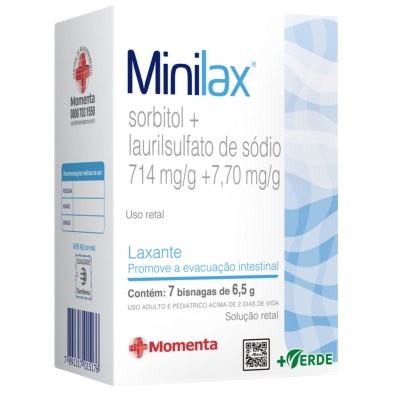 Minilax®
sorbitol +
laurilsulfato de sódio
714 mg/g +7,70 mg/g
Uso retal
Laxante
Promove a evacuação intestinal
Contém: 7 bisnagas de 6,5 g
USO ADULTO E PEDIÁTRICO ACIMA DE 2 DIAS DE VIDA
Solução retal
Momenta
+VERDE
Momenta
0800 703 1550